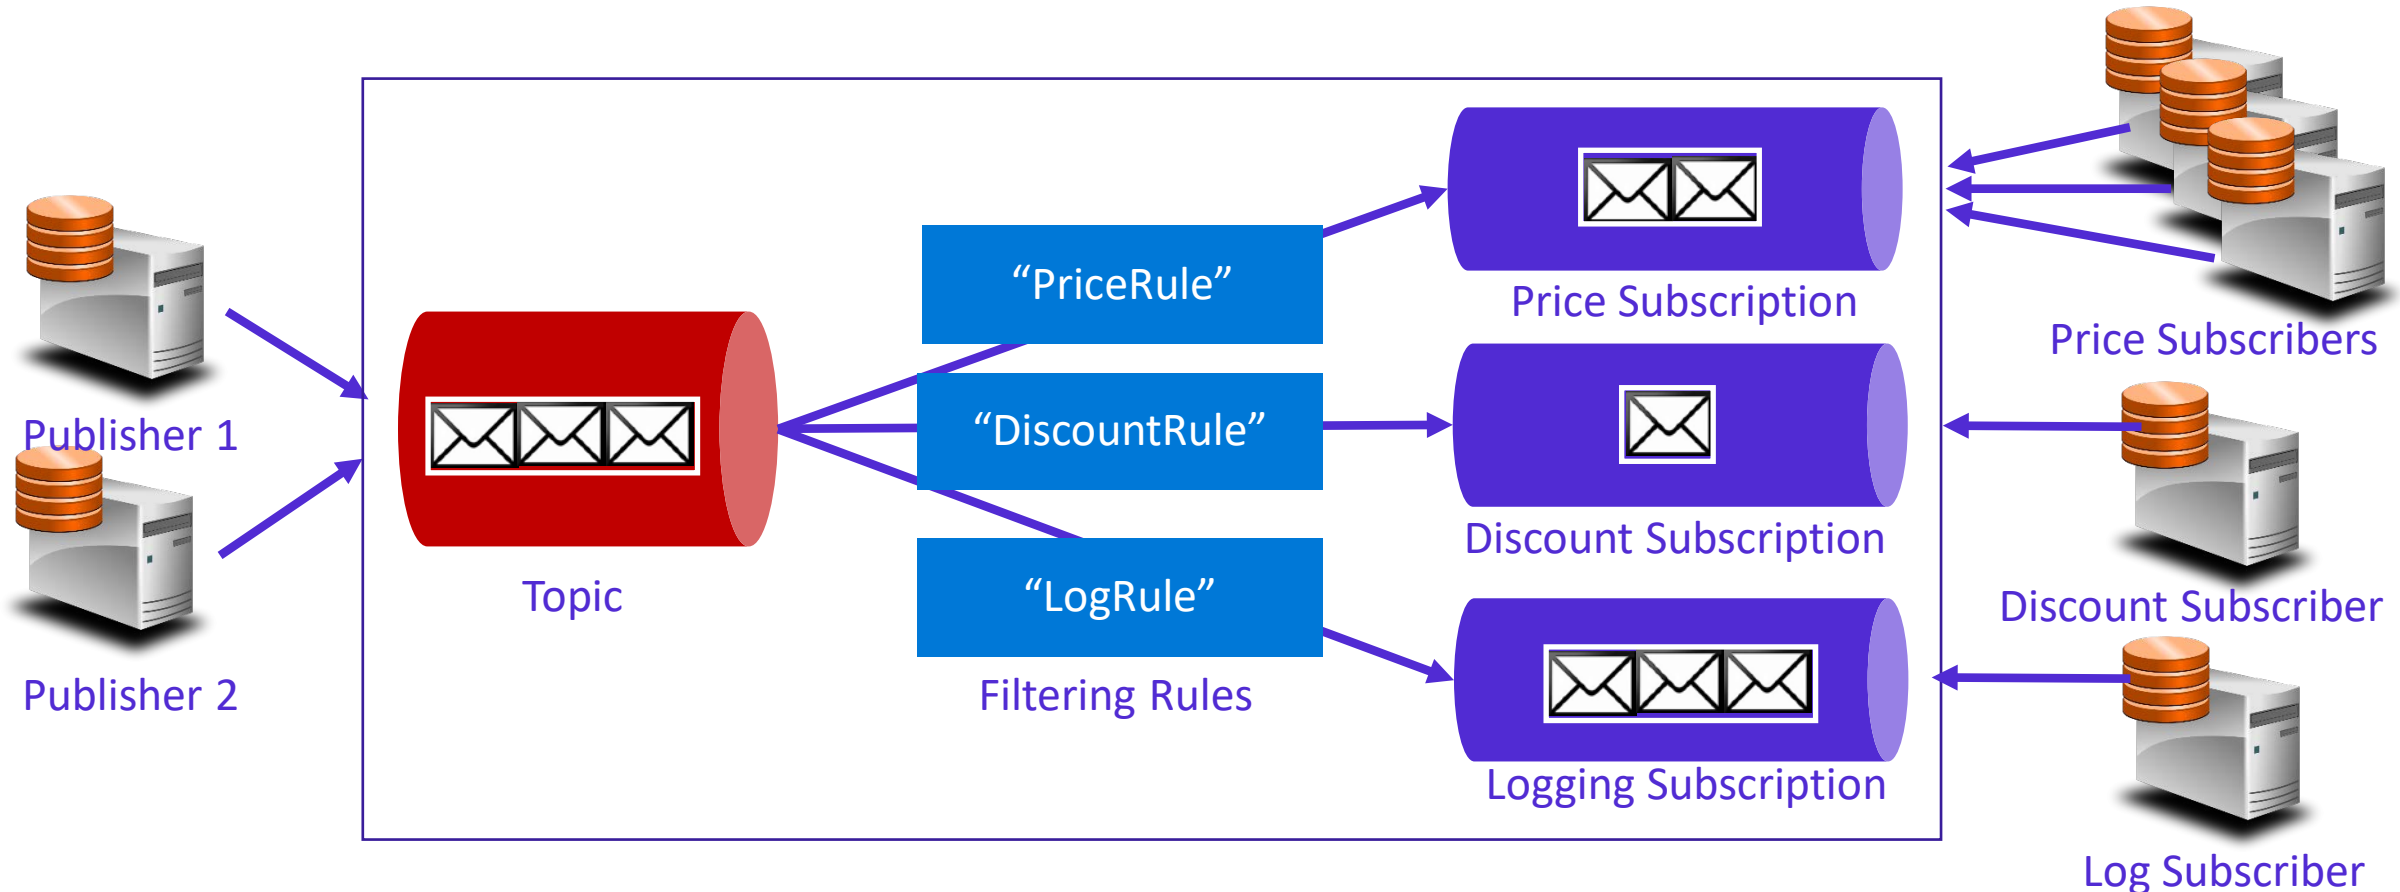 Publisher 1
Publisher 2
Topic
“PriceRule”
“DiscountRule”
“LogRule”
Filtering Rules
Price Subscription
Discount Subscription
Logging Subscription
Price Subscribers
Discount Subscriber
Log Subscriber